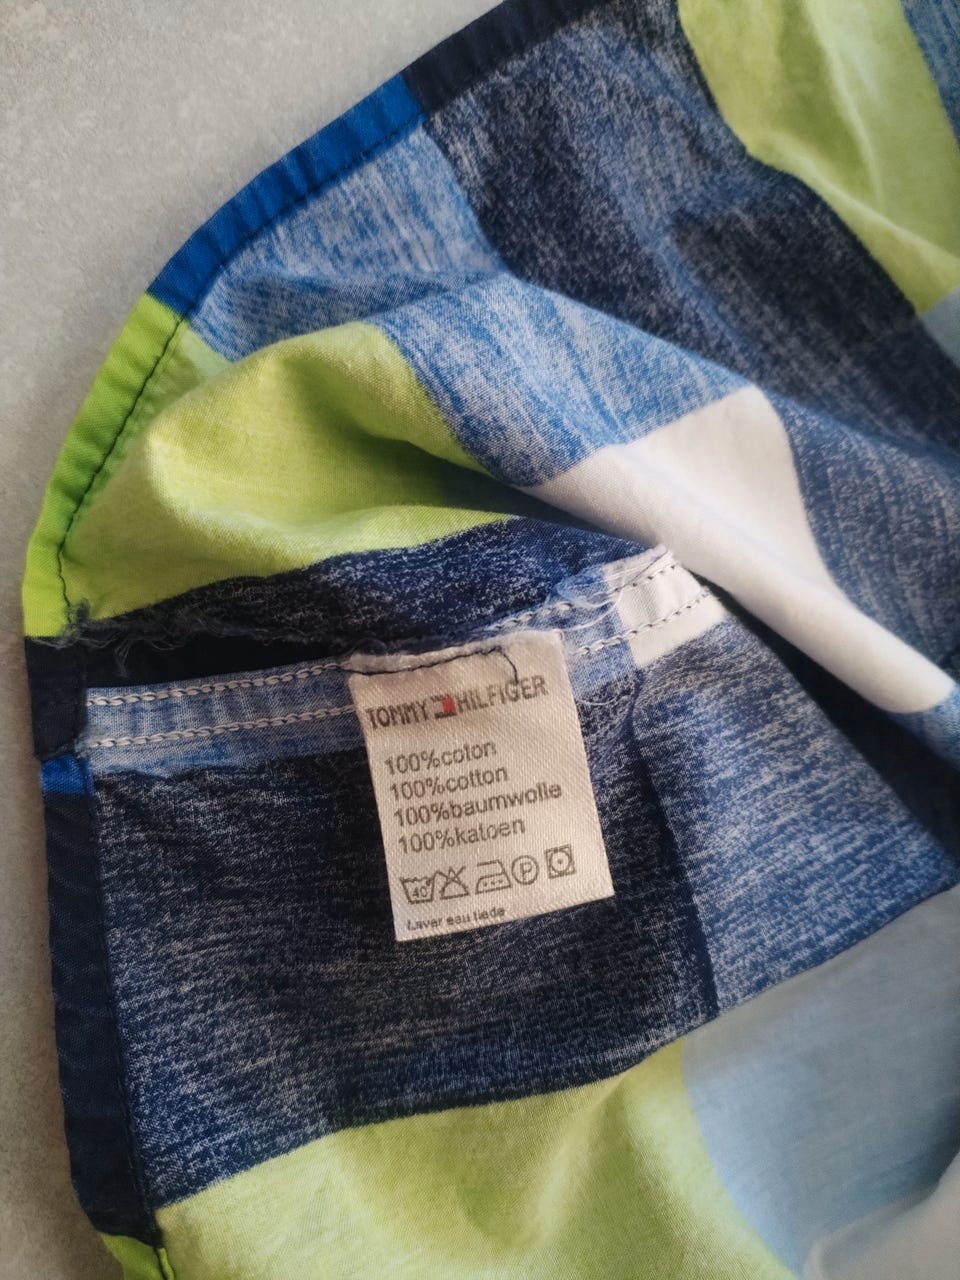 TOMMY HILFIGER
100%coton
100%cotton
100%baumwolle
100%katoen
40 P
Laver eau tiede